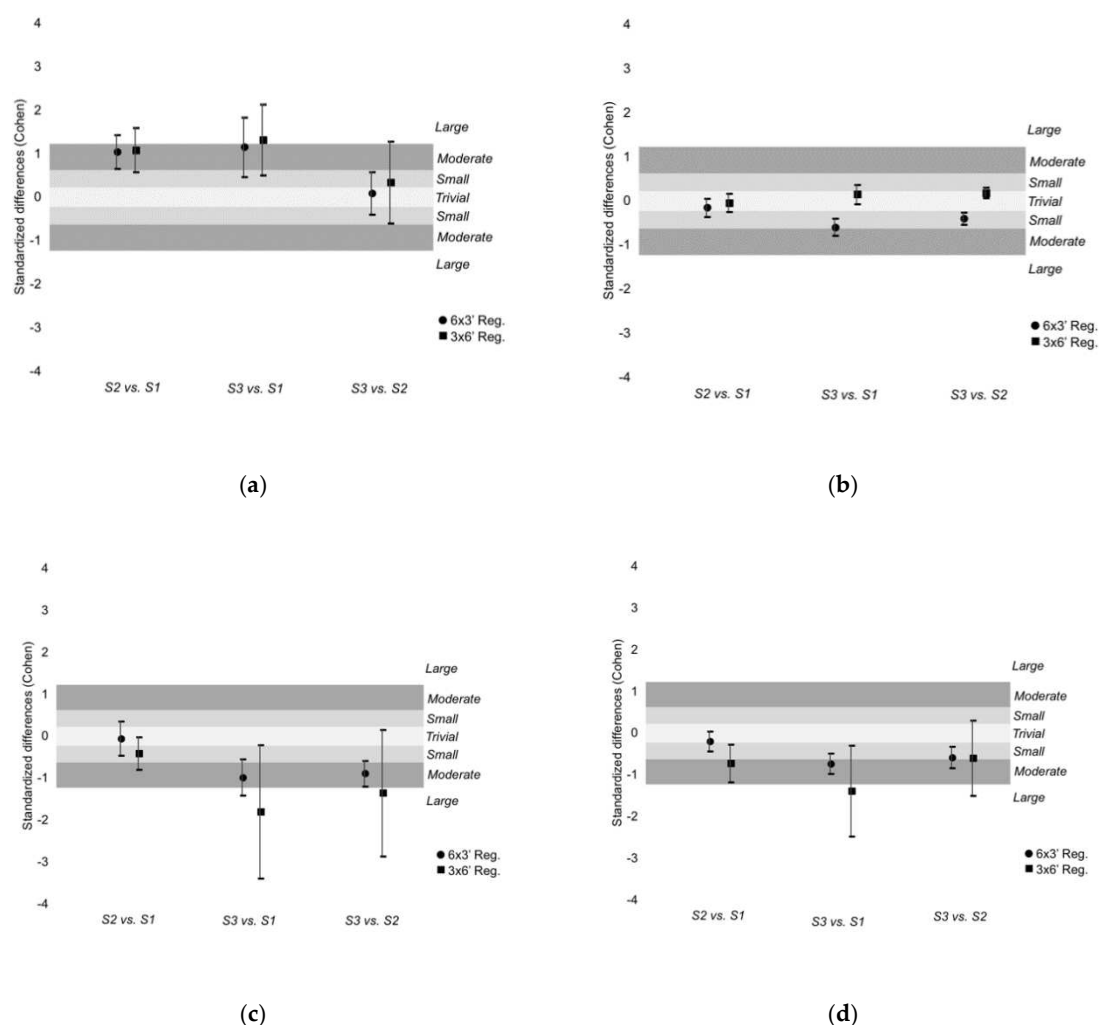 4
3
2
1
0
-1
-2
-3
-4
Standardized differences (Cohen)
Large
Moderate
Small
Trivial
Small
Moderate
Large
6x3' Reg.
3x6' Reg.
S2 vs. S1
S3 vs. S1
S3 vs. S2
(a)
4
3
2
1
0
-1
-2
-3
-4
Standardized differences (Cohen)
Large
Moderate
Small
Trivial
Small
Moderate
Large
6x3' Reg.
3x6' Reg.
S2 vs. S1
S3 vs. S1
S3 vs. S2
(b)
4
3
2
1
0
-1
-2
-3
-4
Standardized differences (Cohen)
Large
Moderate
Small
Trivial
Small
Moderate
Large
6x3' Reg.
3x6' Reg.
S2 vs. S1
S3 vs. S1
S3 vs. S2
(c)
4
3
2
1
0
-1
-2
-3
-4
Standardized differences (Cohen)
Large
Moderate
Small
Trivial
Small
Moderate
Large
6x3' Reg.
3x6' Reg.
S2 vs. S1
S3 vs. S1
S3 vs. S2
(d)